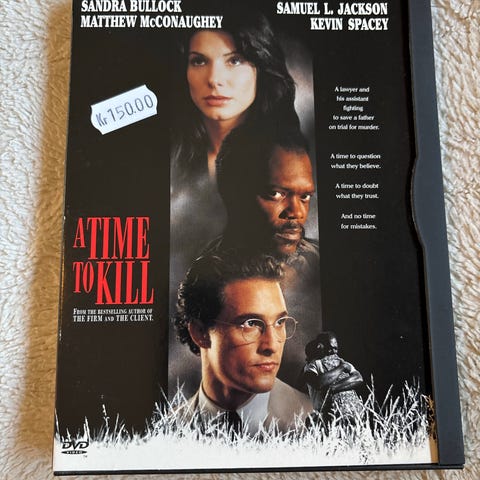 SANDRA BULLOCK
MATTHEW McCONAUGHEY
SAMUEL L. JACKSON
KEVIN SPACEY
Kr 150.00
A lawyer and
his assistant
fighting
to save a father
on trial for murder.
A time to question
what they believe.
A time to doubt
what they trust.
And no time
for mistakes.
A TIME
TO KILL
FROM THE BESTSELLING AUTHOR OF
THE FIRM AND THE CLIENT.
DVD
VIDEO
TM